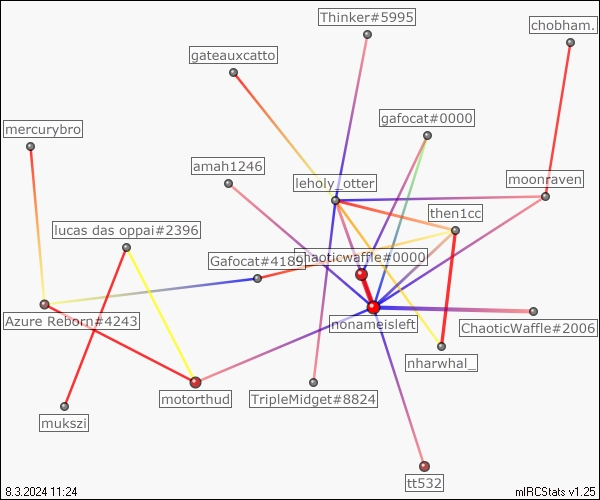 Thinker#5995
chobham.
gateauxcatto
gafocat#0000
mercurybro
amah1246
leholy_otter
moonraven
then1cc
lucas das oppai#2396
Gafocat#4189
chaoticwaffle#0000
Azure Reborn#4243
nonameisleft
ChaoticWaffle#2006
nharwhal_
motorthud
TripleMidget#8824
mukszi
tt532
8.3.2024 11:24
mIRCStats v1.25